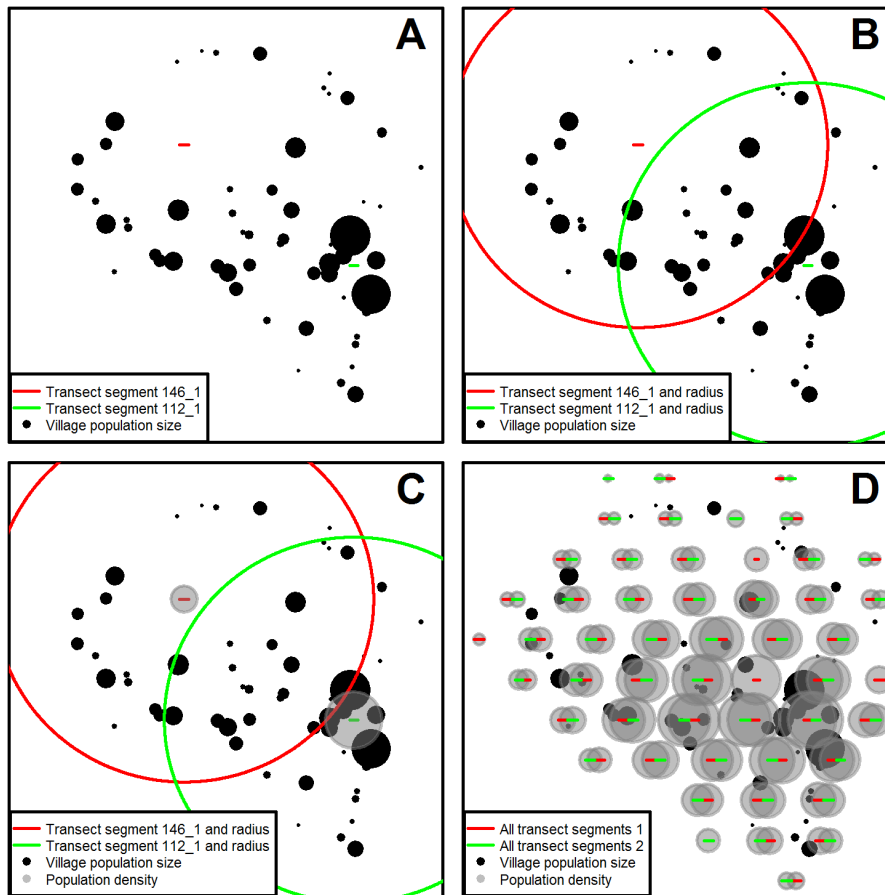 A
Transect segment 146_1
Transect segment 112_1
Village population size
B
Transect segment 146_1 and radius
Transect segment 112_1 and radius
Village population size
C
Transect segment 146_1 and radius
Transect segment 112_1 and radius
Village population size
Population density
D
All transect segments 1
All transect segments 2
Village population size
Population density